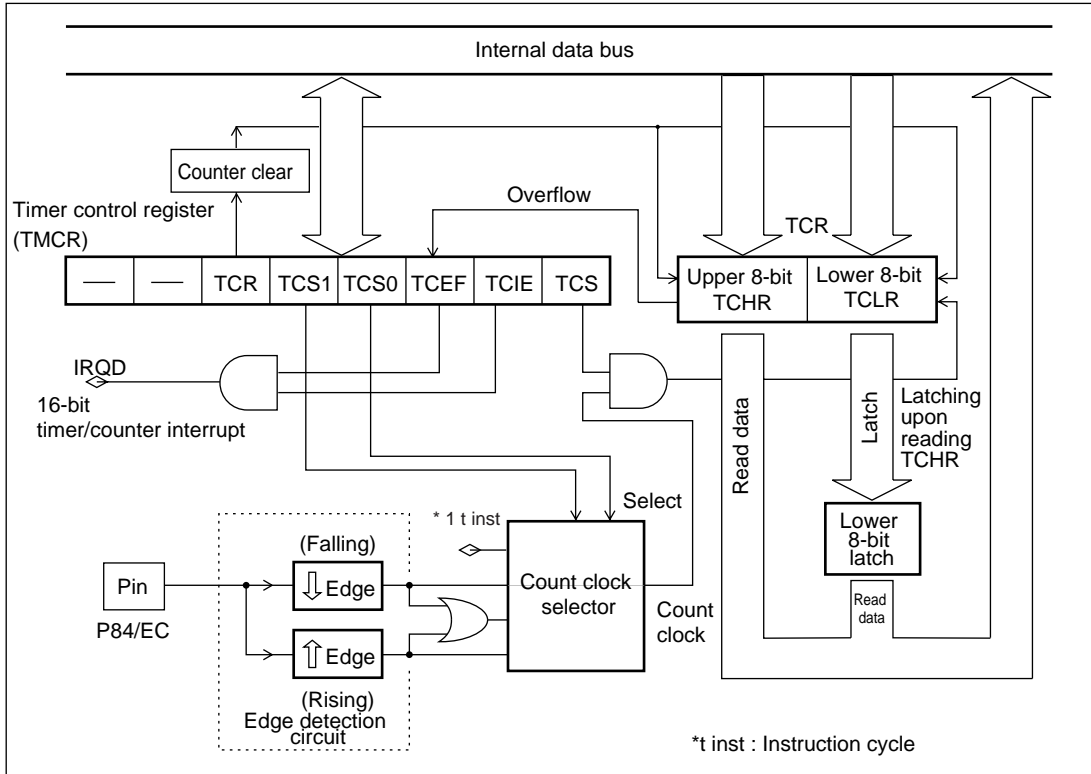 Internal data bus
Counter clear
Timer control register
(TMCR)
Overflow
TCR
— — TCR TCS1 TCS0 TCEF TCIE TCS
Upper 8-bit
TCHR
Lower 8-bit
TCLR
IRQD
16-bit
timer/counter interrupt
Read data
Latch
Latching
upon
reading
TCHR
Select
* 1 t inst
Lower
8-bit
latch
(Falling)
Pin
Edge
Count clock
selector
Count
clock
Read
data
P84/EC
Edge
(Rising)
Edge detection
circuit
*t inst : Instruction cycle